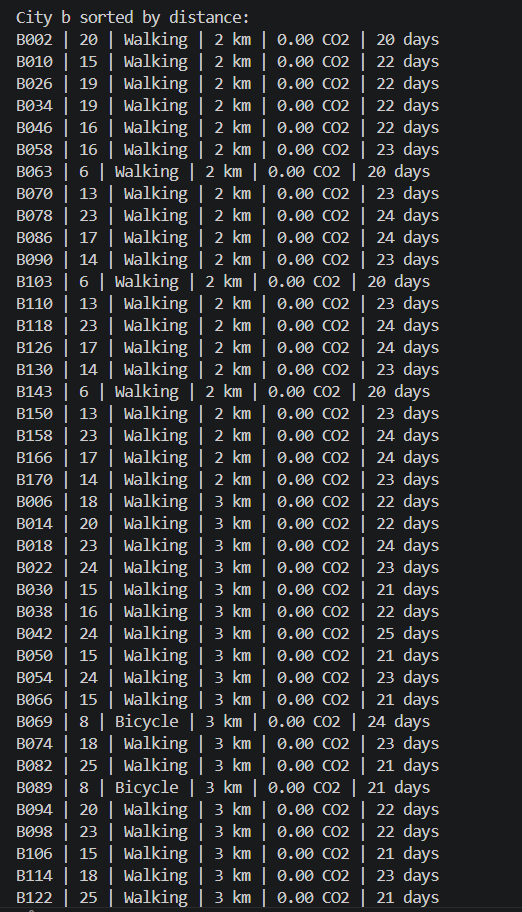 City b sorted by distance:
B002 | 20 | Walking | 2 km | 0.00 CO2 | 20 days
B010 | 15 | Walking | 2 km | 0.00 CO2 | 22 days
B026 | 19 | Walking | 2 km | 0.00 CO2 | 22 days
B034 | 19 | Walking | 2 km | 0.00 CO2 | 22 days
B046 | 16 | Walking | 2 km | 0.00 CO2 | 22 days
B058 | 16 | Walking | 2 km | 0.00 CO2 | 23 days
B063 | 6 | Walking | 2 km | 0.00 CO2 | 20 days
B070 | 13 | Walking | 2 km | 0.00 CO2 | 23 days
B078 | 23 | Walking | 2 km | 0.00 CO2 | 24 days
B086 | 17 | Walking | 2 km | 0.00 CO2 | 24 days
B090 | 14 | Walking | 2 km | 0.00 CO2 | 23 days
B103 | 6 | Walking | 2 km | 0.00 CO2 | 20 days
B110 | 13 | Walking | 2 km | 0.00 CO2 | 23 days
B118 | 23 | Walking | 2 km | 0.00 CO2 | 24 days
B126 | 17 | Walking | 2 km | 0.00 CO2 | 24 days
B130 | 14 | Walking | 2 km | 0.00 CO2 | 23 days
B143 | 6 | Walking | 2 km | 0.00 CO2 | 20 days
B150 | 13 | Walking | 2 km | 0.00 CO2 | 23 days
B158 | 23 | Walking | 2 km | 0.00 CO2 | 24 days
B166 | 17 | Walking | 2 km | 0.00 CO2 | 24 days
B170 | 14 | Walking | 2 km | 0.00 CO2 | 23 days
B006 | 18 | Walking | 3 km | 0.00 CO2 | 22 days
B014 | 20 | Walking | 3 km | 0.00 CO2 | 22 days
B018 | 23 | Walking | 3 km | 0.00 CO2 | 24 days
B022 | 24 | Walking | 3 km | 0.00 CO2 | 23 days
B030 | 15 | Walking | 3 km | 0.00 CO2 | 21 days
B038 | 16 | Walking | 3 km | 0.00 CO2 | 22 days
B042 | 24 | Walking | 3 km | 0.00 CO2 | 25 days
B050 | 15 | Walking | 3 km | 0.00 CO2 | 21 days
B054 | 24 | Walking | 3 km | 0.00 CO2 | 23 days
B066 | 15 | Walking | 3 km | 0.00 CO2 | 21 days
B069 | 8 | Bicycle | 3 km | 0.00 CO2 | 24 days
B074 | 18 | Walking | 3 km | 0.00 CO2 | 23 days
B082 | 25 | Walking | 3 km | 0.00 CO2 | 21 days
B089 | 8 | Bicycle | 3 km | 0.00 CO2 | 21 days
B094 | 20 | Walking | 3 km | 0.00 CO2 | 22 days
B098 | 23 | Walking | 3 km | 0.00 CO2 | 22 days
B106 | 15 | Walking | 3 km | 0.00 CO2 | 21 days
B114 | 18 | Walking | 3 km | 0.00 CO2 | 23 days
B122 | 25 | Walking | 3 km | 0.00 CO2 | 21 days